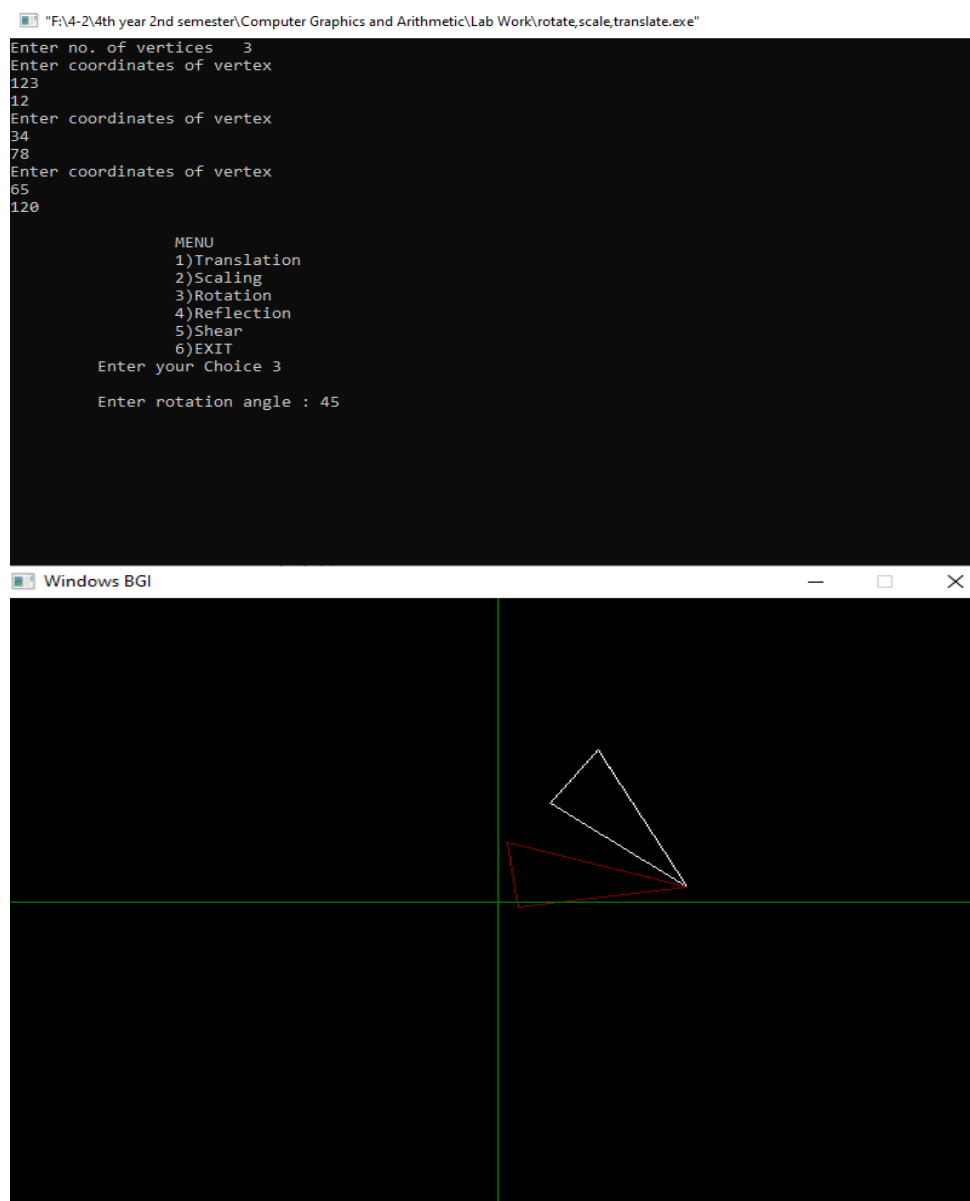 "F:\4-2\4th year 2nd semester\Computer Graphics and Arithmetic\Lab Work\rotate,scale,translate.exe"
Enter no. of vertices   3
Enter coordinates of vertex
123
12
Enter coordinates of vertex
34
78
Enter coordinates of vertex
65
120
MENU
1)Translation
2)Scaling
3)Rotation
4)Reflection
5)Shear
6)EXIT
Enter your Choice 3
Enter rotation angle : 45
Windows BGI